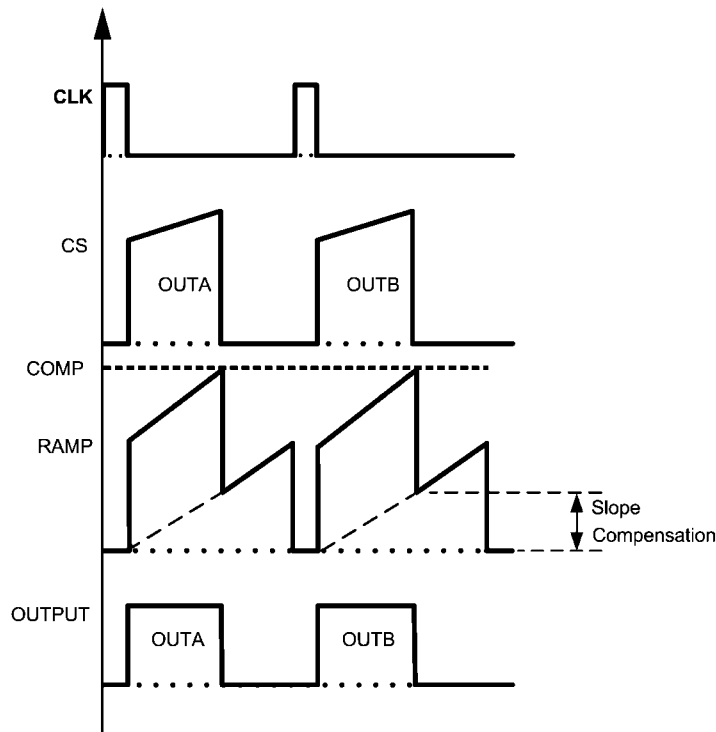 CLK
CS
OUTA
OUTB
COMP
RAMP
Slope
Compensation
OUTPUT
OUTA
OUTB